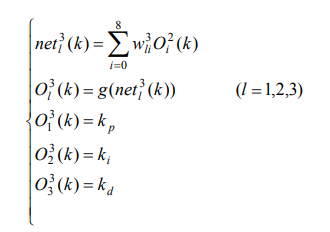 net_l^3(k) = \sum_{i=0}^{8} w_{li}^3 O_i^2(k)
O_l^3(k) = g(net_l^3(k)) (l = 1,2,3)
O_1^3(k) = k_p
O_2^3(k) = k_i
O_3^3(k) = k_d